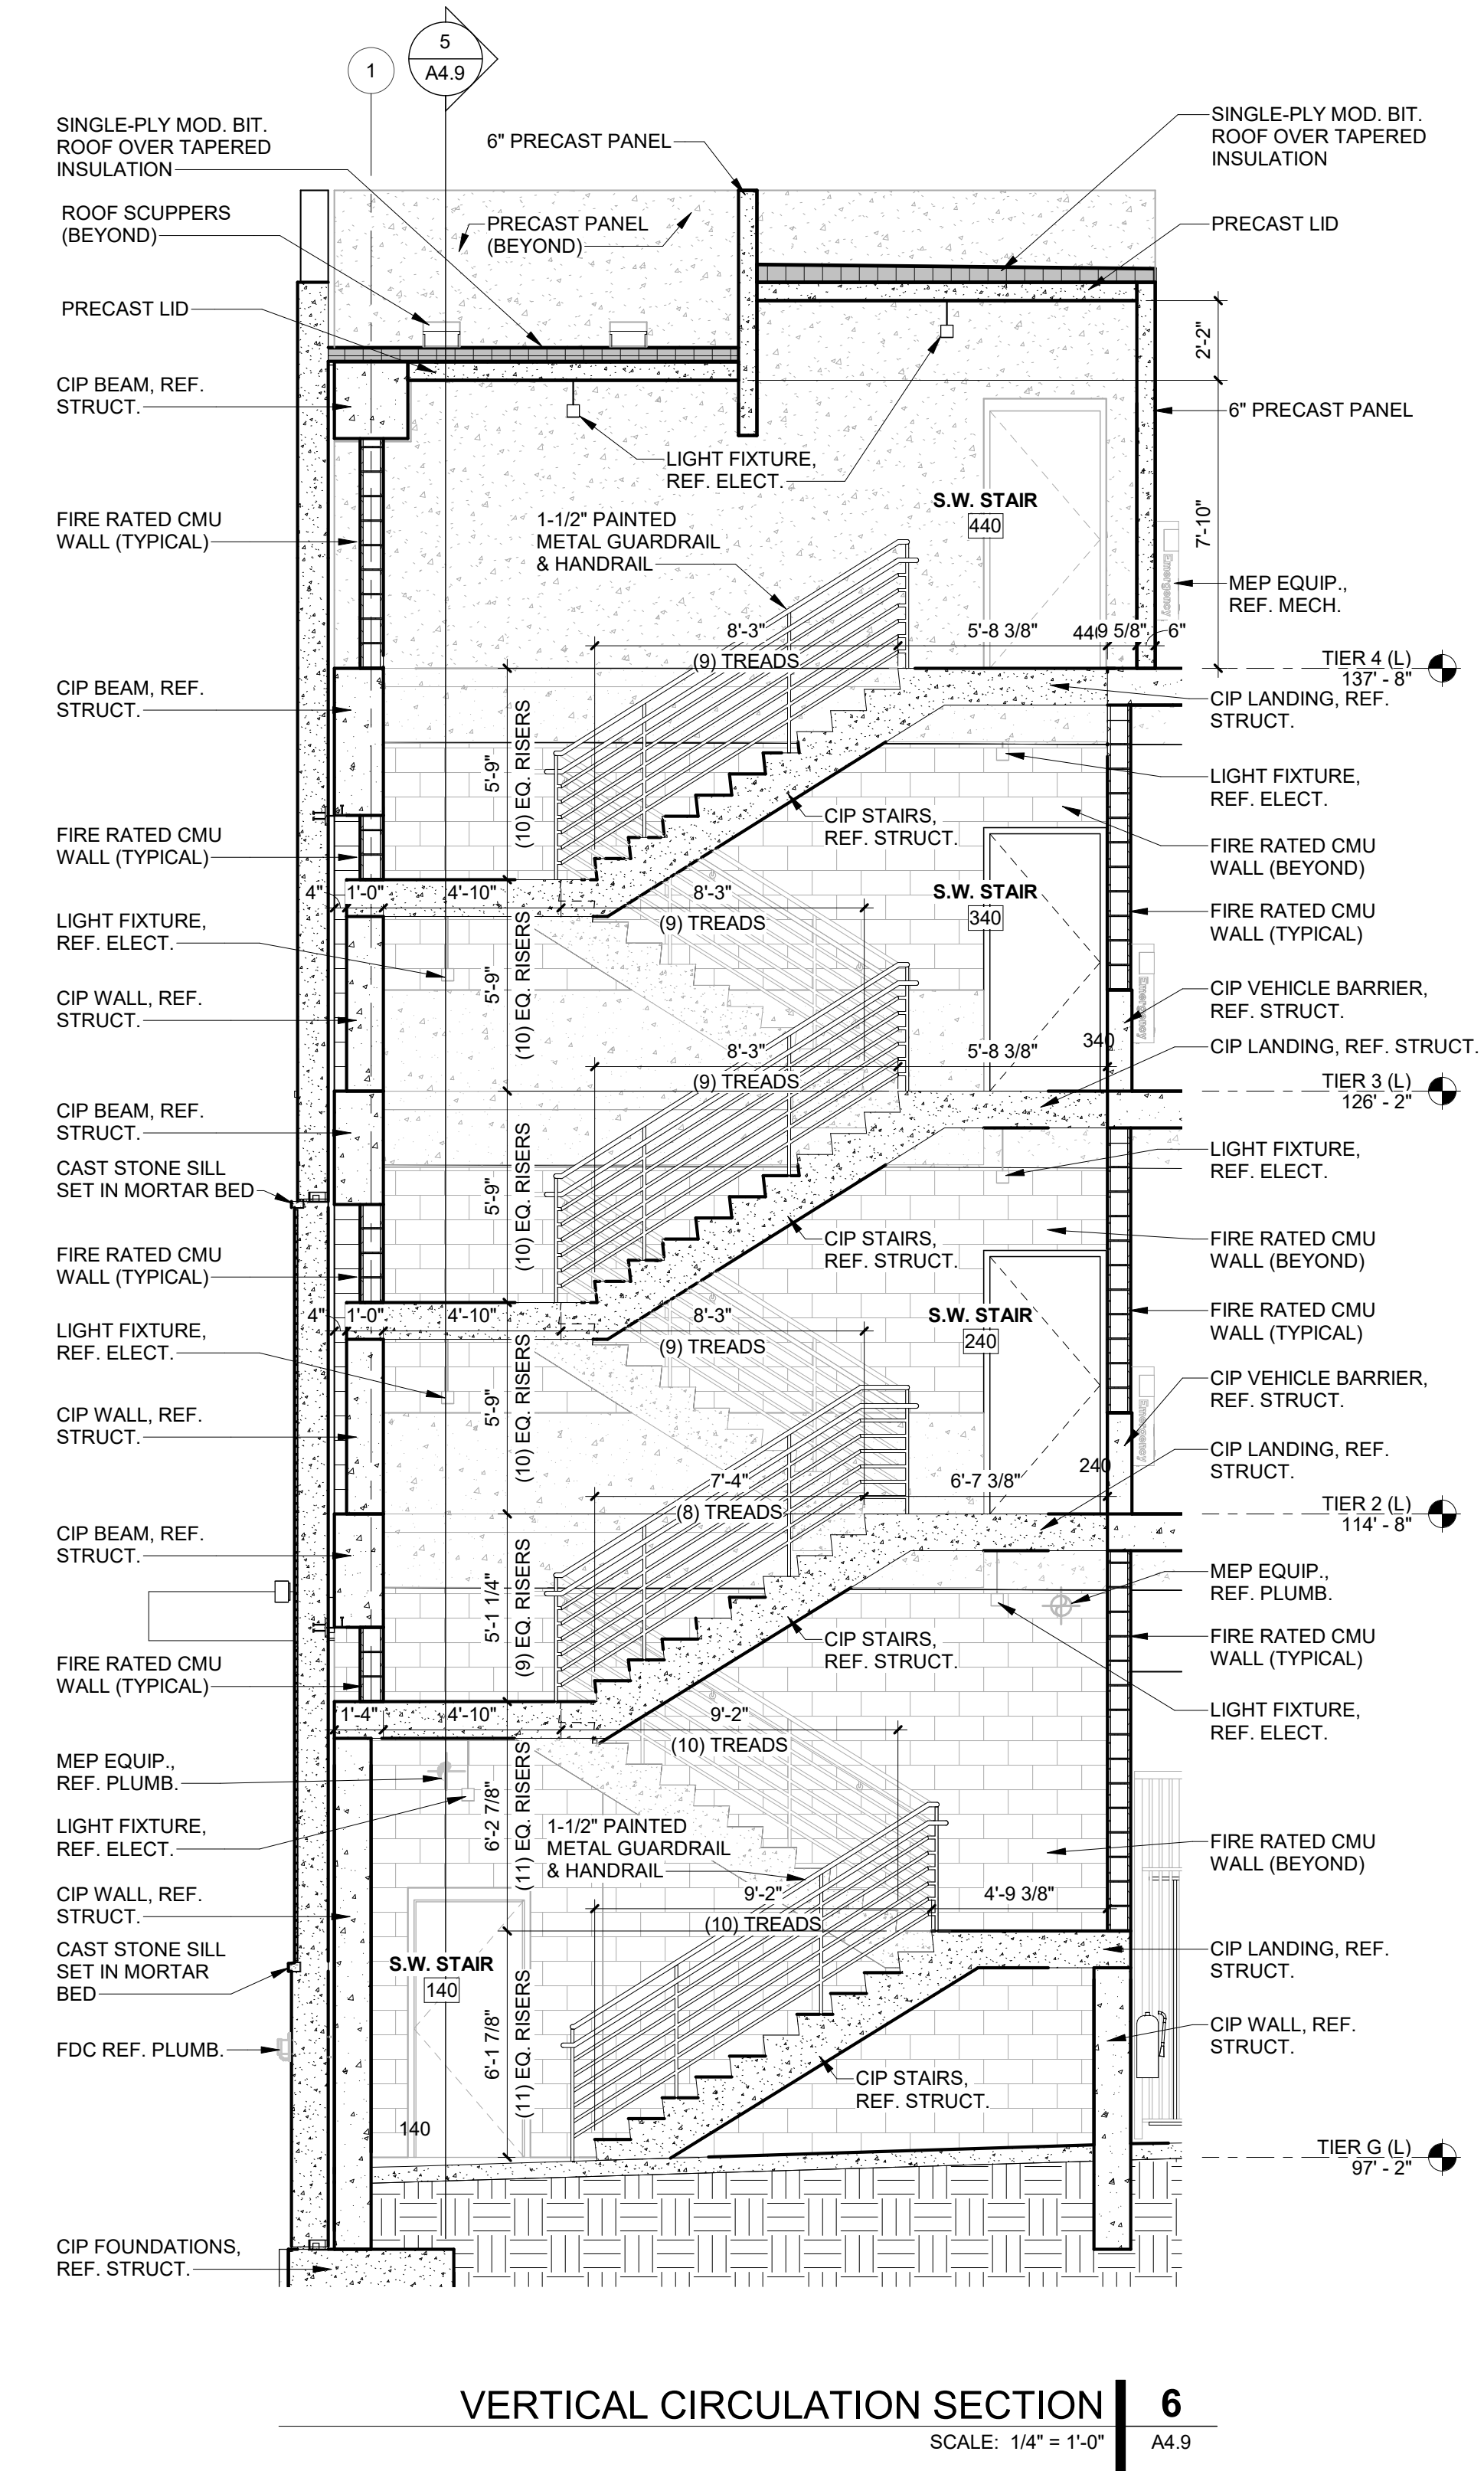 5
A4.9
1
SINGLE-PLY MOD. BIT.
ROOF OVER TAPERED
INSULATION
6" PRECAST PANEL
SINGLE-PLY MOD. BIT.
ROOF OVER TAPERED
INSULATION
ROOF SCUPPERS
(BEYOND)
PRECAST PANEL
(BEYOND)
PRECAST LID
PRECAST LID
2'-2"
CIP BEAM, REF.
STRUCT.
6" PRECAST PANEL
LIGHT FIXTURE,
REF. ELECT.
S.W. STAIR
440
FIRE RATED CMU
WALL (TYPICAL)
1-1/2" PAINTED
METAL GUARDRAIL
& HANDRAIL
7'-10"
Emergency
MEP EQUIP.,
REF. MECH.
8'-3"
(9) TREADS
5'-8 3/8"
440
9 5/8"
6"
TIER 4 (L)
137' - 8"
CIP BEAM, REF.
STRUCT.
CIP LANDING, REF.
STRUCT.
5'-9"
(10) EQ. RISERS
LIGHT FIXTURE,
REF. ELECT.
CIP STAIRS,
REF. STRUCT.
FIRE RATED CMU
WALL (TYPICAL)
FIRE RATED CMU
WALL (BEYOND)
4"
1'-0"
4'-10"
8'-3"
(9) TREADS
S.W. STAIR
340
LIGHT FIXTURE,
REF. ELECT.
FIRE RATED CMU
WALL (TYPICAL)
5'-9"
(10) EQ. RISERS
CIP WALL, REF.
STRUCT.
Emergency
CIP VEHICLE BARRIER,
REF. STRUCT.
8'-3"
(9) TREADS
5'-8 3/8"
340
CIP LANDING, REF. STRUCT.
TIER 3 (L)
126' - 2"
CIP BEAM, REF.
STRUCT.
CAST STONE SILL
SET IN MORTAR BED
5'-9"
(10) EQ. RISERS
LIGHT FIXTURE,
REF. ELECT.
CIP STAIRS,
REF. STRUCT.
FIRE RATED CMU
WALL (BEYOND)
FIRE RATED CMU
WALL (TYPICAL)
4"
1'-0"
4'-10"
8'-3"
(9) TREADS
S.W. STAIR
240
FIRE RATED CMU
WALL (TYPICAL)
LIGHT FIXTURE,
REF. ELECT.
5'-9"
(10) EQ. RISERS
CIP WALL, REF.
STRUCT.
Emergency
CIP VEHICLE BARRIER,
REF. STRUCT.
7'-4"
(8) TREADS
6'-7 3/8"
240
CIP LANDING, REF.
STRUCT.
TIER 2 (L)
114' - 8"
CIP BEAM, REF.
STRUCT.
5'-1 1/4"
(9) EQ. RISERS
MEP EQUIP.,
REF. PLUMB.
CIP STAIRS,
REF. STRUCT.
FIRE RATED CMU
WALL (TYPICAL)
FIRE RATED CMU
WALL (TYPICAL)
1'-4"
4'-10"
9'-2"
(10) TREADS
LIGHT FIXTURE,
REF. ELECT.
MEP EQUIP.,
REF. PLUMB.
6'-2 7/8"
(11) EQ. RISERS
LIGHT FIXTURE,
REF. ELECT.
1-1/2" PAINTED
METAL GUARDRAIL
& HANDRAIL
FIRE RATED CMU
WALL (BEYOND)
CIP WALL, REF.
STRUCT.
9'-2"
(10) TREADS
4'-9 3/8"
CAST STONE SILL
SET IN MORTAR
BED
S.W. STAIR
140
CIP LANDING, REF.
STRUCT.
6'-1 7/8"
(11) EQ. RISERS
FDC REF. PLUMB.
CIP WALL, REF.
STRUCT.
CIP STAIRS,
REF. STRUCT.
140
TIER G (L)
97' - 2"
CIP FOUNDATIONS,
REF. STRUCT.
VERTICAL CIRCULATION SECTION
6
SCALE: 1/4" = 1'-0"
A4.9